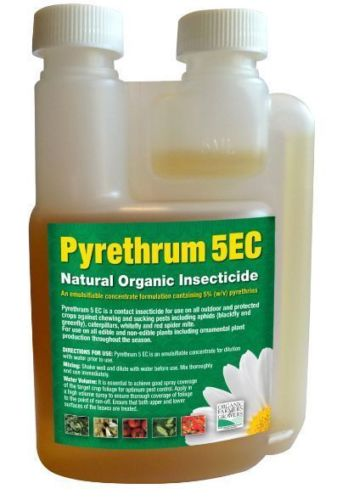 Pyrethrum 5EC
Natural Organic Insecticide
An emulsifiable concentrate formulation containing 5% (w/v) pyrethrins
Pyrethrum 5 EC is a contact insecticide for use on all outdoor and protected
crops against chewing and sucking pests including aphids (blackfly and
greenfly), caterpillars, whitefly and red spider mite.
For use on all edible and non-edible plants including ornamental plant
production throughout the season.
DIRECTIONS FOR USE: Pyrethrum 5 EC is an emulsifiable concentrate for dilution
with water prior to use.
Mixing: Shake well and dilute with water before use. Mix thoroughly
and use immediately.
Water Volume: It is essential to achieve good spray coverage
of the target crop foliage for optimum pest control. Apply in
a high volume spray to ensure thorough coverage of foliage
to the point of run-off. Ensure that both upper and lower
surfaces of the leaves are treated.
ORGANIC
FARMERS
GROWERS